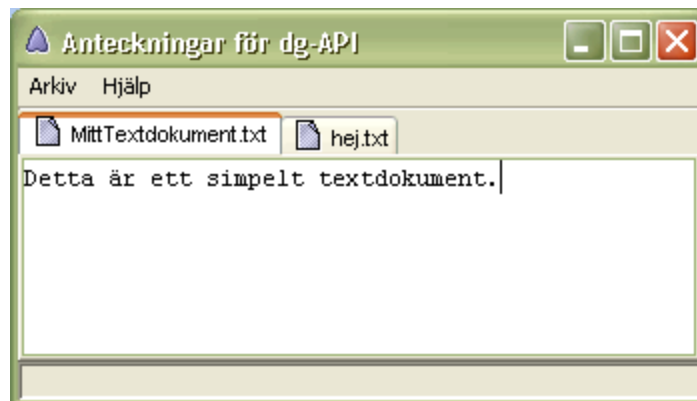 Anteckningar för dg-API
Arkiv Hjälp
MittTextdokument.txt hej.txt
Detta är ett simpelt textdokument.